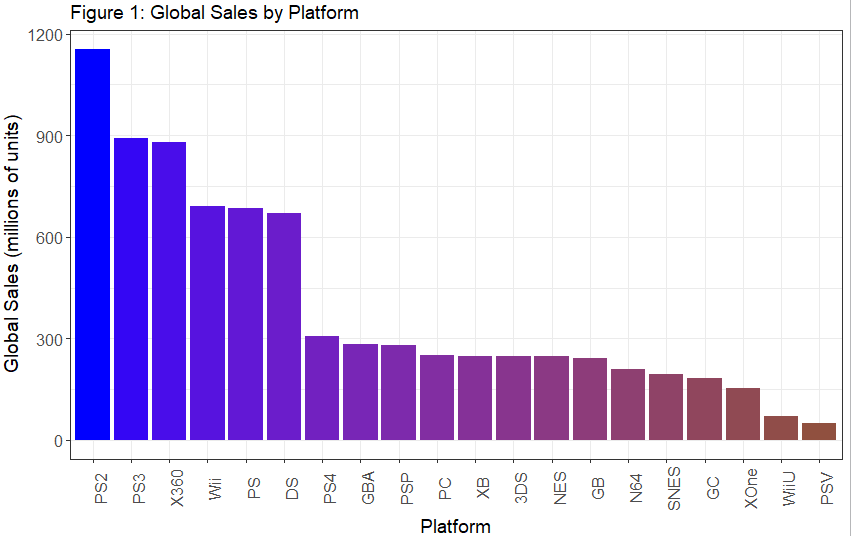 Figure 1: Global Sales by Platform
Global Sales (millions of units)
1200
900
600
300
0
PS2
PS3
X360
Wii
PS
DS
PS4
GBA
PSP
PC
XB
3DS
NES
GB
N64
SNES
GC
XOne
WiiU
PSV
Platform